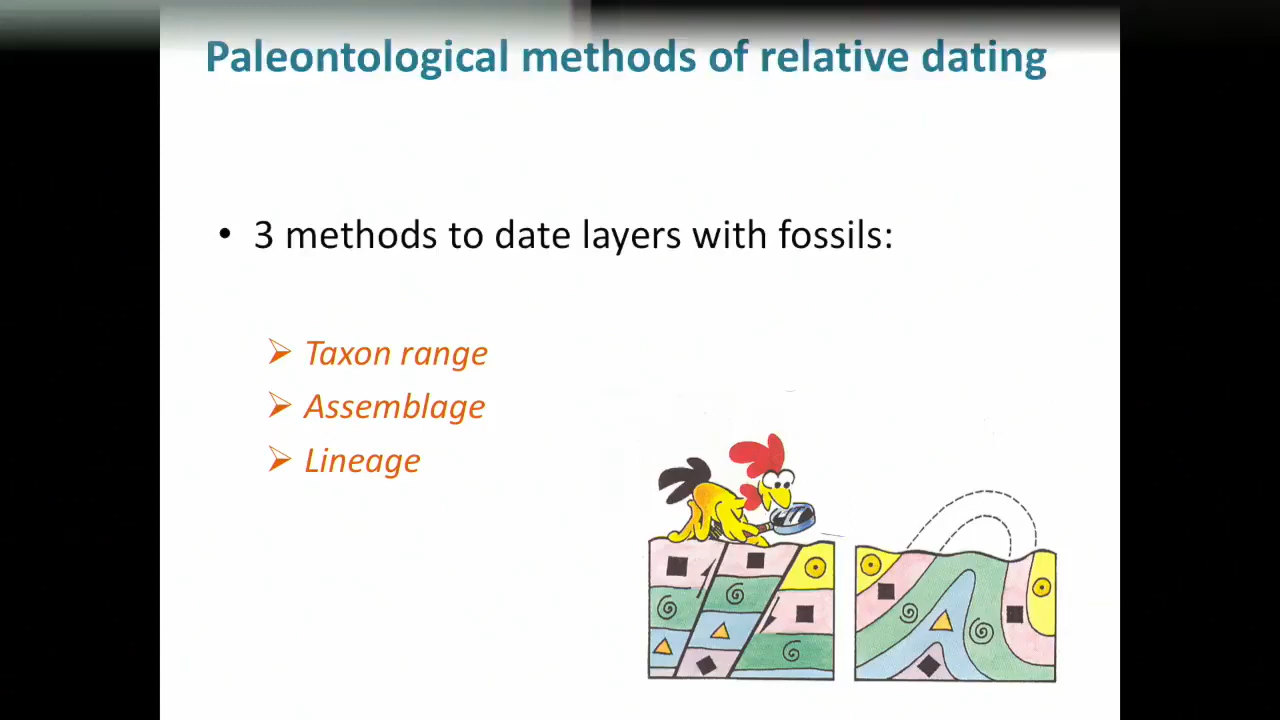 Paleontological methods of relative dating
• 3 methods to date layers with fossils:
➢ Taxon range
➢ Assemblage
➢ Lineage